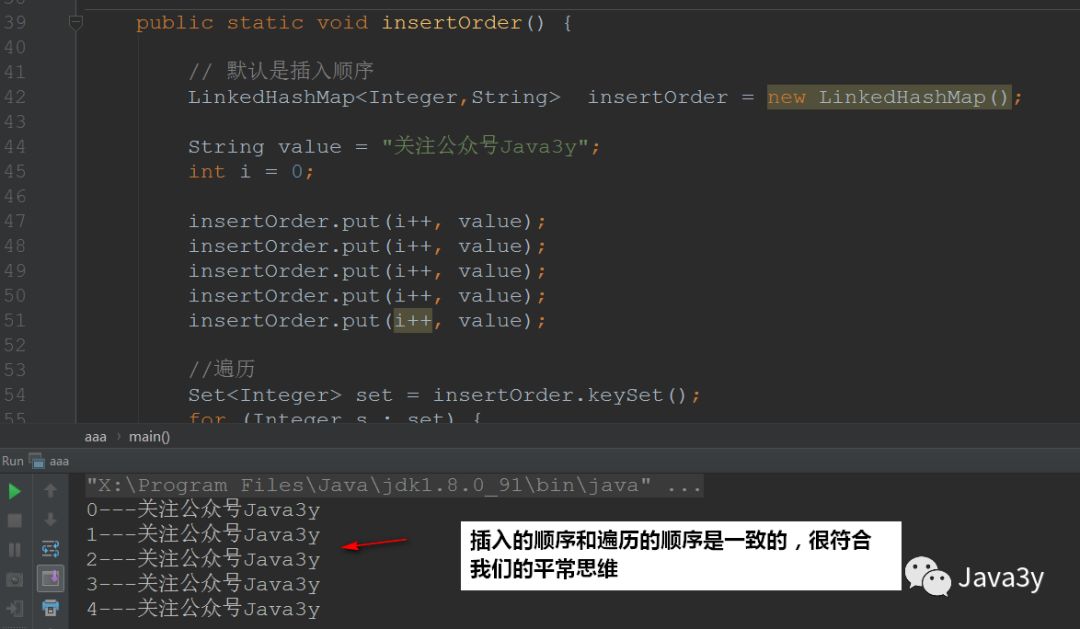 39 public static void insertOrder() {
40
41 // 默认是插入顺序
42 LinkedHashMap<Integer,String>  insertOrder = new LinkedHashMap();
43
44 String value = "关注公众号Java3y";
45 int i = 0;
46
47 insertOrder.put(i++, value);
48 insertOrder.put(i++, value);
49 insertOrder.put(i++, value);
50 insertOrder.put(i++, value);
51 insertOrder.put(i++, value);
52
53 //遍历
54 Set<Integer> set = insertOrder.keySet();
55 for (Integer s : set) {
aaa › main()
Run aaa
"X:\Program Files\Java\jdk1.8.0_91\bin\java" ...
0---关注公众号Java3y
1---关注公众号Java3y
2---关注公众号Java3y
3---关注公众号Java3y
4---关注公众号Java3y
插入的顺序和遍历的顺序是一致的，很符合
我们的平常思维
Java3y